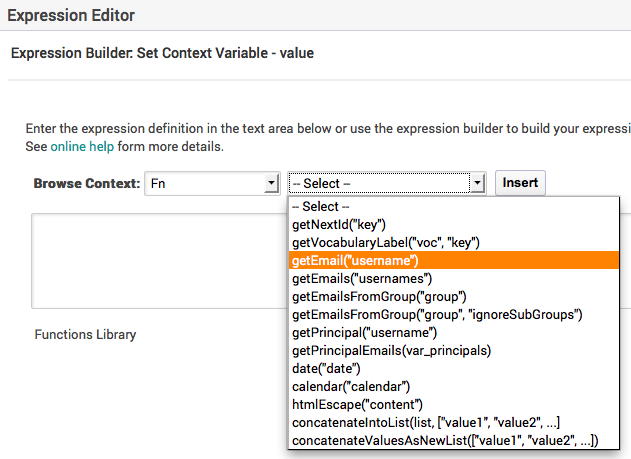 Expression Editor
Expression Builder: Set Context Variable - value
Enter the expression definition in the text area below or use the expression builder to build your expressi
See online help form more details.
Browse Context: Fn -- Select -- Insert
-- Select --
getNextId("key")
getVocabularyLabel("voc", "key")
getEmail("username")
getEmails("usernames")
getEmailsFromGroup("group")
getEmailsFromGroup("group", "ignoreSubGroups")
getPrincipal("username")
getPrincipalEmails(var_principals)
date("date")
calendar("calendar")
htmlEscape("content")
concatenateIntoList(list, ["value1", "value2", ...]
concatenateValuesAsNewList(["value1", "value2", ...])
Functions Library